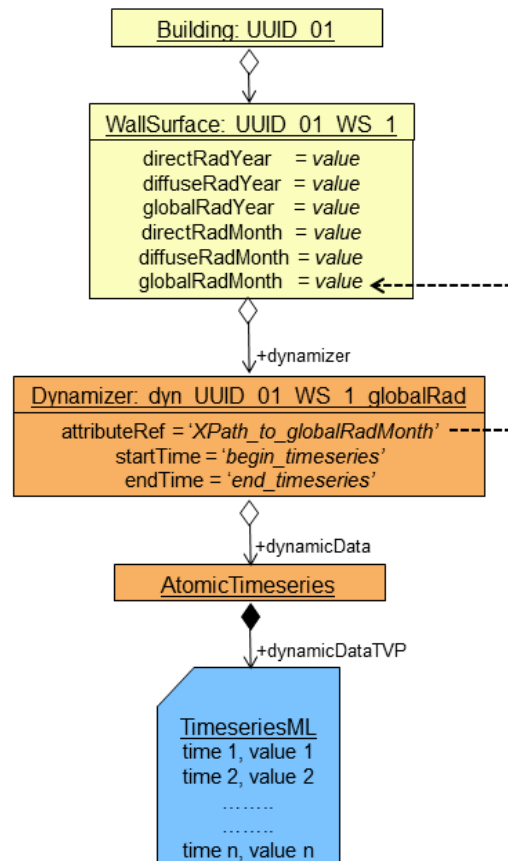 Building: UUID_01
WallSurface: UUID_01_WS_1
directRadYear = value
diffuseRadYear = value
globalRadYear = value
directRadMonth = value
diffuseRadMonth = value
globalRadMonth = value
+dynamizer
Dynamizer: dyn_UUID_01_WS_1_globalRad
attributeRef = ‘XPath_to_globalRadMonth’
startTime = ‘begin_timeseries’
endTime = ‘end_timeseries’
+dynamicData
AtomicTimeseries
+dynamicDataTVP
TimeseriesML
time 1, value 1
time 2, value 2
........
........
time n, value n